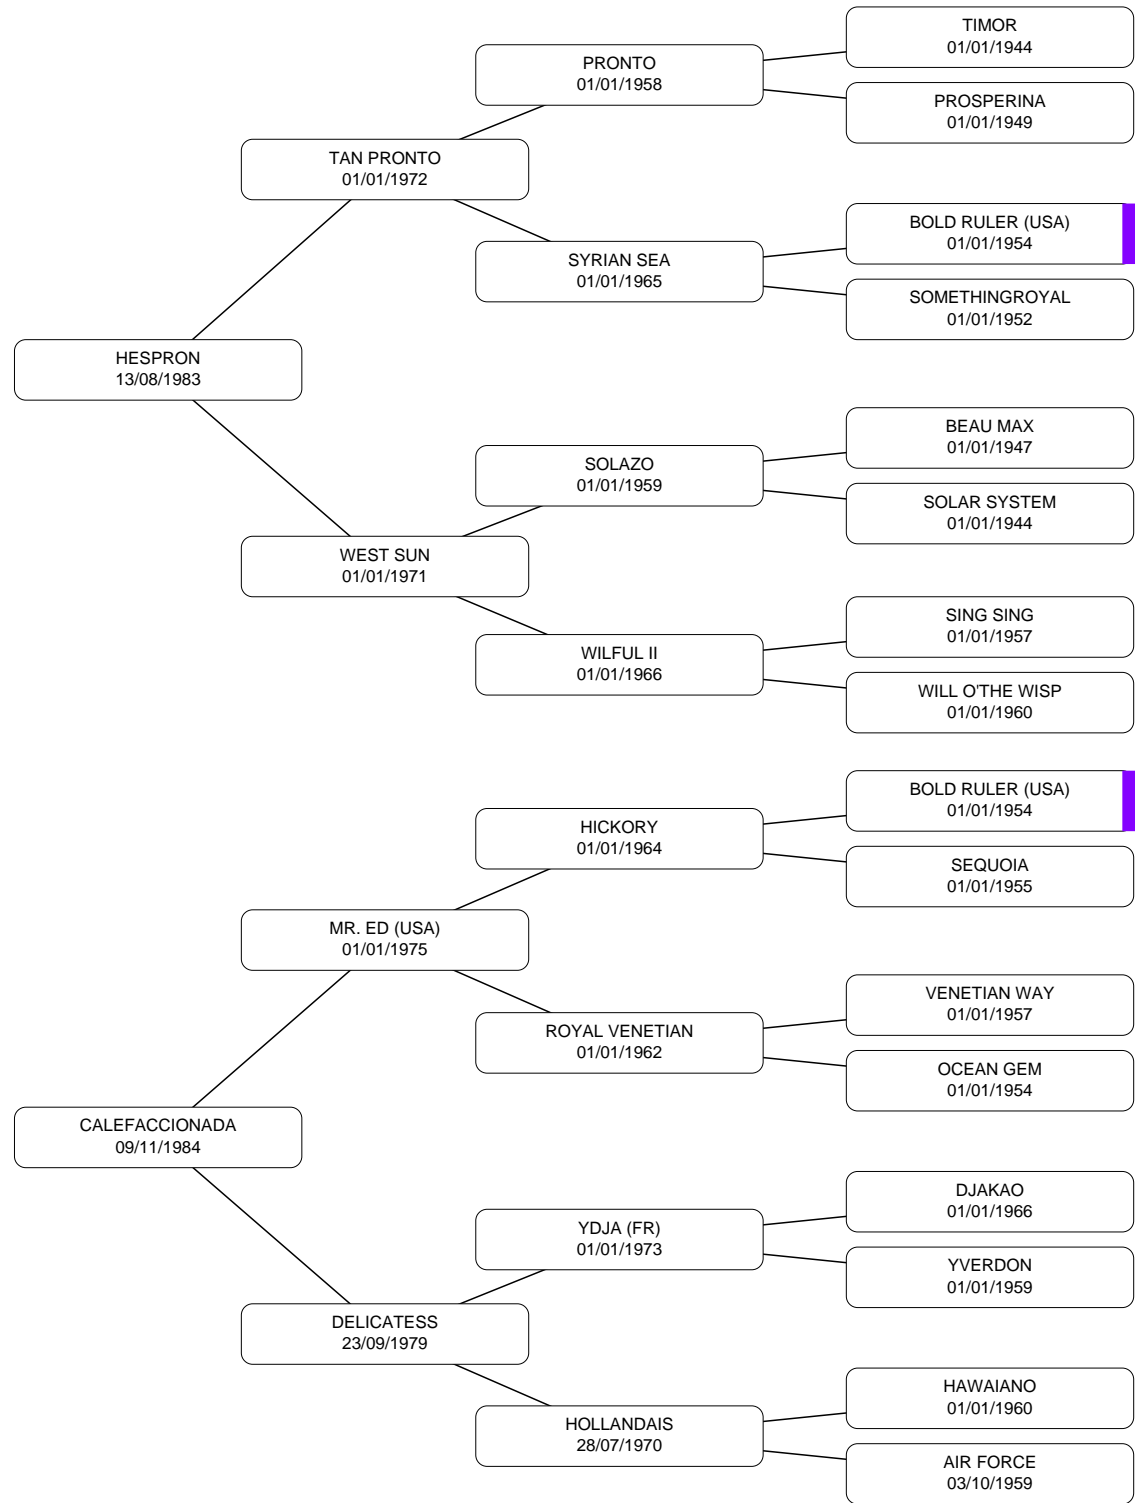 TIMOR
01/01/1944
PRONTO
01/01/1958
PROSPERINA
01/01/1949
TAN PRONTO
01/01/1972
BOLD RULER (USA)
01/01/1954
SYRIAN SEA
01/01/1965
SOMETHINGROYAL
01/01/1952
HESPRON
13/08/1983
BEAU MAX
01/01/1947
SOLAZO
01/01/1959
SOLAR SYSTEM
01/01/1944
WEST SUN
01/01/1971
SING SING
01/01/1957
WILFUL II
01/01/1966
WILL O'THE WISP
01/01/1960
BOLD RULER (USA)
01/01/1954
HICKORY
01/01/1964
SEQUOIA
01/01/1955
MR. ED (USA)
01/01/1975
VENETIAN WAY
01/01/1957
ROYAL VENETIAN
01/01/1962
OCEAN GEM
01/01/1954
CALEFACCIONADA
09/11/1984
DJAKAO
01/01/1966
YDJA (FR)
01/01/1973
YVERDON
01/01/1959
DELICATESS
23/09/1979
HAWAIANO
01/01/1960
HOLLANDAIS
28/07/1970
AIR FORCE
03/10/1959